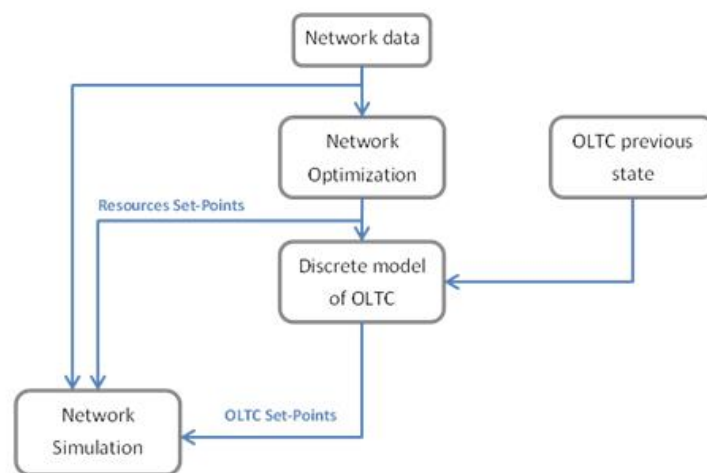 Network data
Network
Optimization
OLTC previous
state
Resources Set-Points
Discrete model
of OLTC
OLTC Set-Points
Network
Simulation